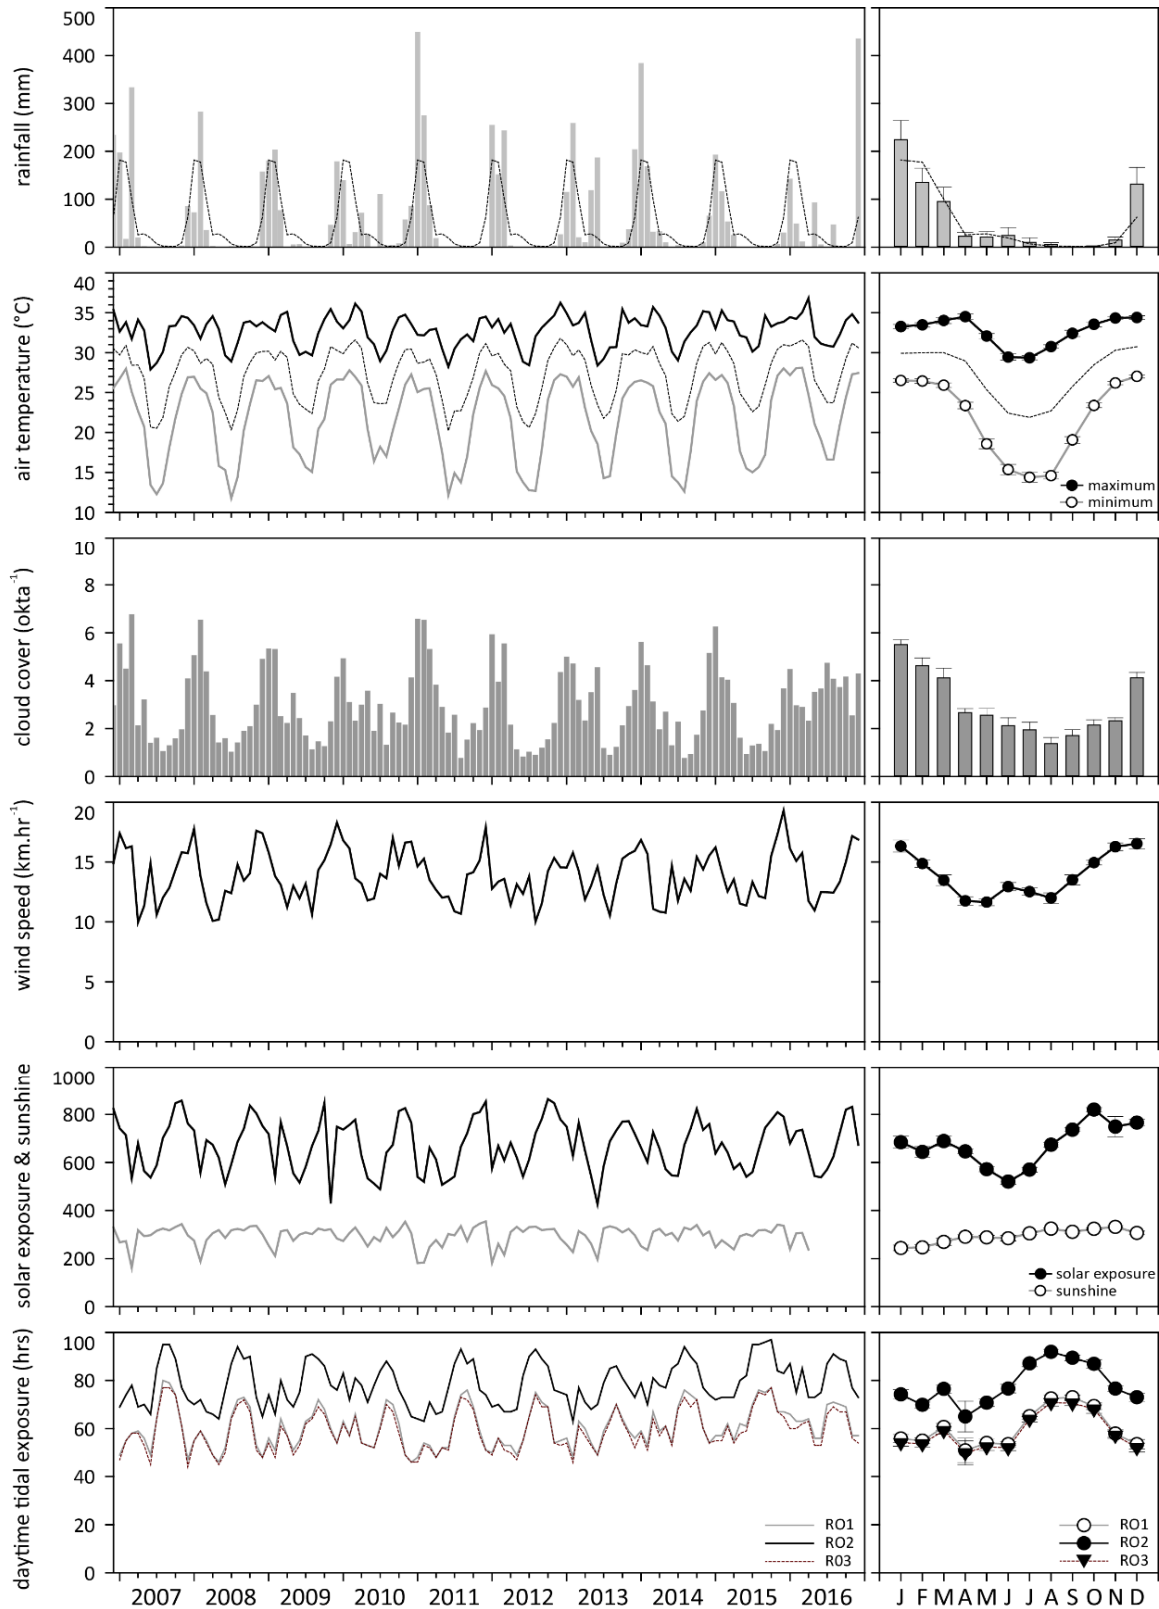 rainfall (mm)
500
400
300
200
100
0
air temperature (°C)
40
35
30
25
20
15
10
maximum
minimum
cloud cover (okta⁻¹)
10
8
6
4
2
0
wind speed (km.hr⁻¹)
20
15
10
5
0
solar exposure & sunshine
1000
800
600
400
200
0
solar exposure
sunshine
daytime tidal exposure (hrs)
100
80
60
40
20
0
RO1
RO2
R03
RO1
RO2
RO3
2007 2008 2009 2010 2011 2012 2013 2014 2015 2016
J F M A M J J A S O N D